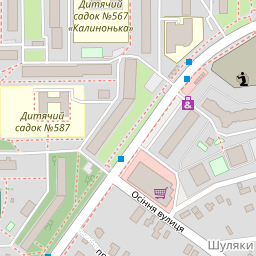 Дитячий
садок №567
«Калинонька»
Дитячий
садок №587
Осіння вулиця
Шуляки